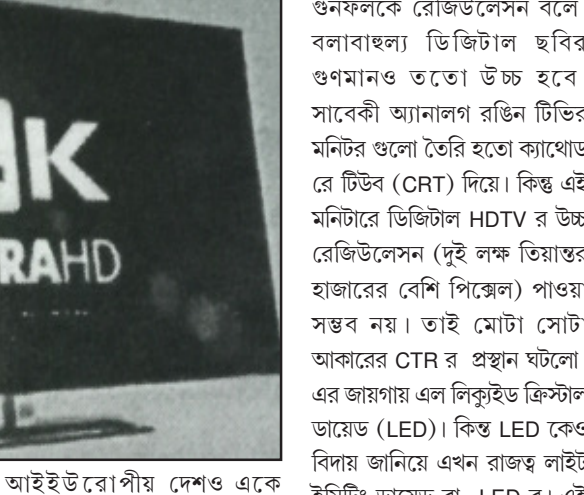 K
RAHD
আইইউরোপীয় দেশও একে
গুনফলকে রেজিউলেসন বলে
বলাবাহুল্য ডিজিটাল ছবির
গুণমানও ততো উচ্চ হবে
সাবেকী অ্যানালগ রঙিন টিভির
মনিটর গুলো তৈরি হতো ক্যাথোড
রে টিউব (CRT) দিয়ে। কিন্তু এই
মনিটারে ডিজিটাল HDTV র উচ্চ
রেজিউলেসন (দুই লক্ষ তিয়াত্তর
হাজারের বেশি পিক্সেল) পাওয়া
সম্ভব নয়। তাই মোটা সোটা
আকারের CTR র প্রস্থান ঘটলো
এর জায়গায় এল লিক্যুইড ক্রিস্টাল
ডায়েড (LED)। কিন্ত LED কেও
বিদায় জানিয়ে এখন রাজত্ব লাইট